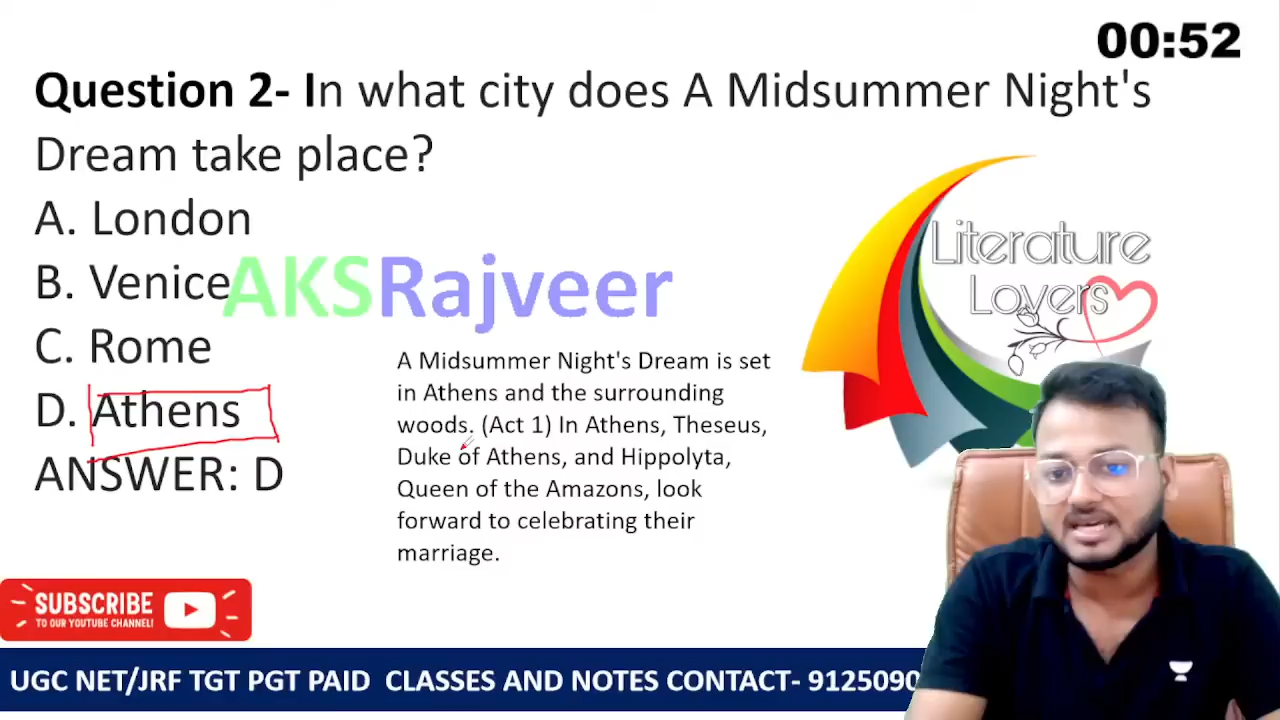 00:52
Question 2- In what city does A Midsummer Night's
Dream take place?
A. London
B. Venice
C. Rome
D. Athens
ANSWER: D
AKSRajveer
Literature
Lovers
A Midsummer Night's Dream is set
in Athens and the surrounding
woods. (Act 1) In Athens, Theseus,
Duke of Athens, and Hippolyta,
Queen of the Amazons, look
forward to celebrating their
marriage.
SUBSCRIBE
TO OUR YOUTUBE CHANNEL!
UGC NET/JRF TGT PGT PAID CLASSES AND NOTES CONTACT- 9125090